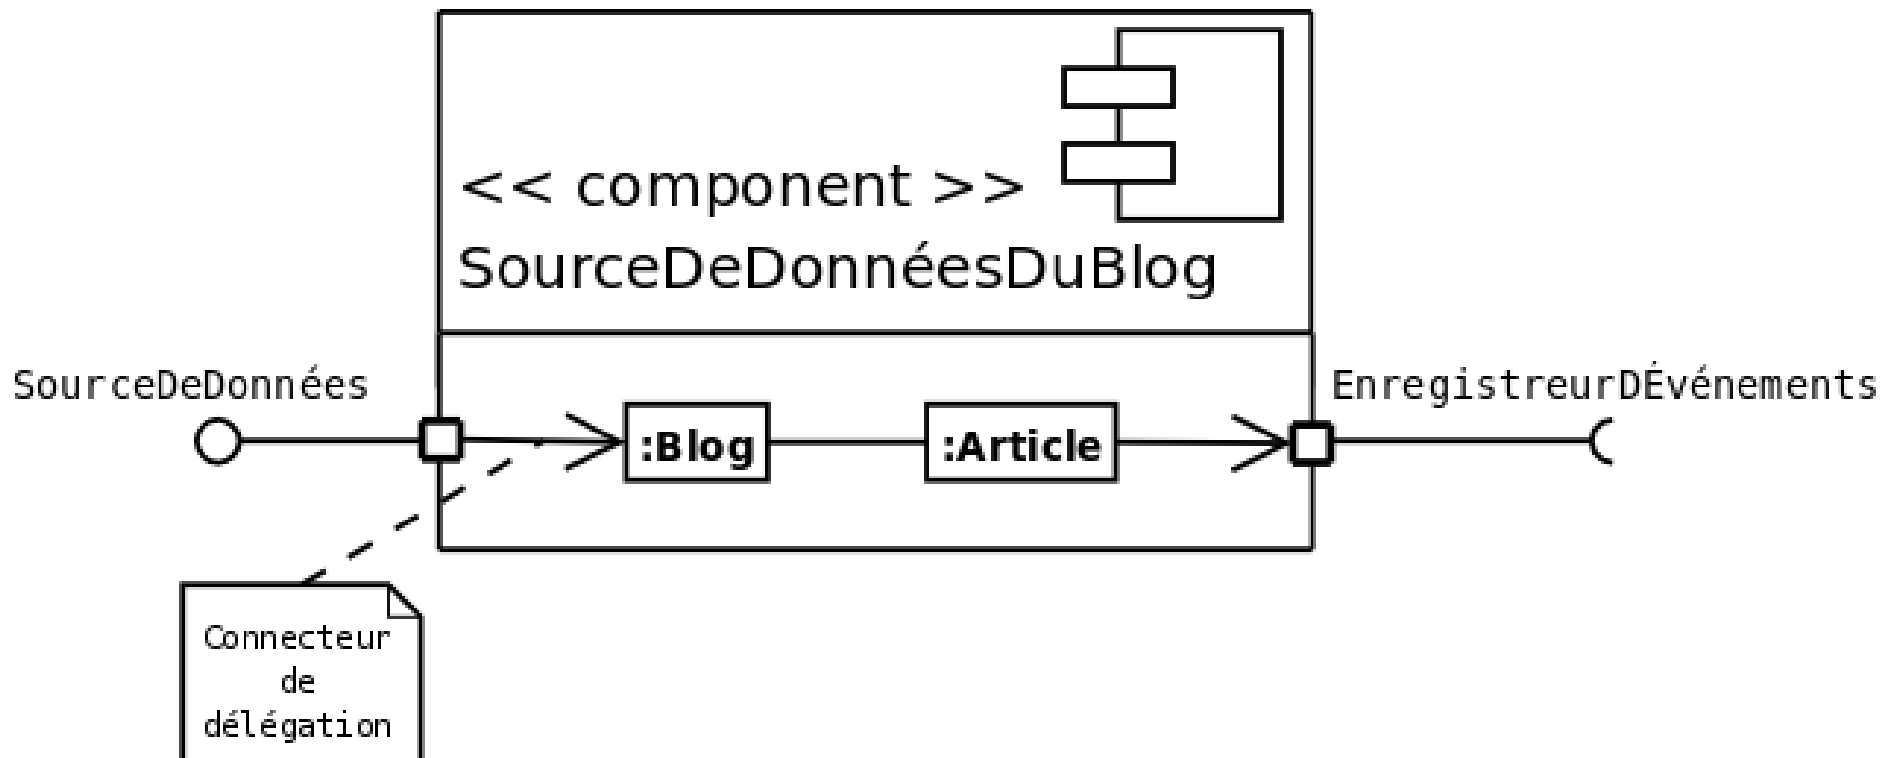 << component >>
SourceDeDonnéesDuBlog
SourceDeDonnées
EnregistreurDÉvénements
:Blog
:Article
Connecteur
de
délégation